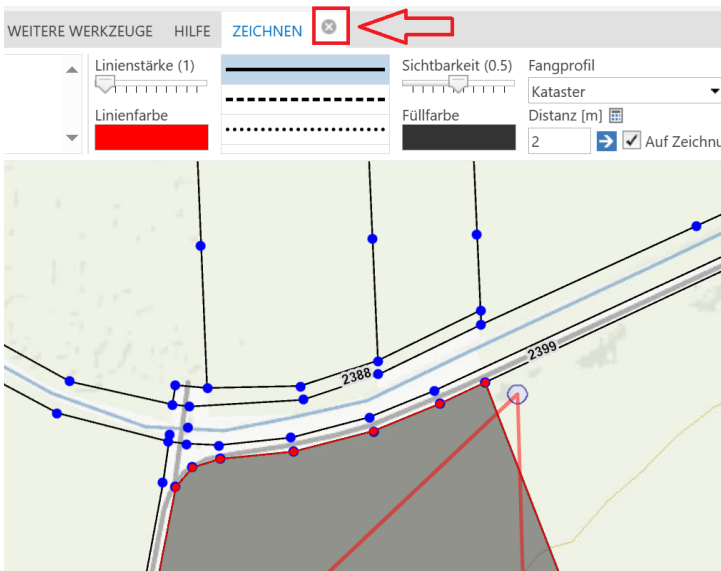 WEITERE WERKZEUGE HILFE ZEICHNEN
Linienstärke (1) Sichtbarkeit (0.5) Fangprofil
Kataster
Linienfarbe Füllfarbe Distanz [m]
2 Auf Zeichnu
2399
2388